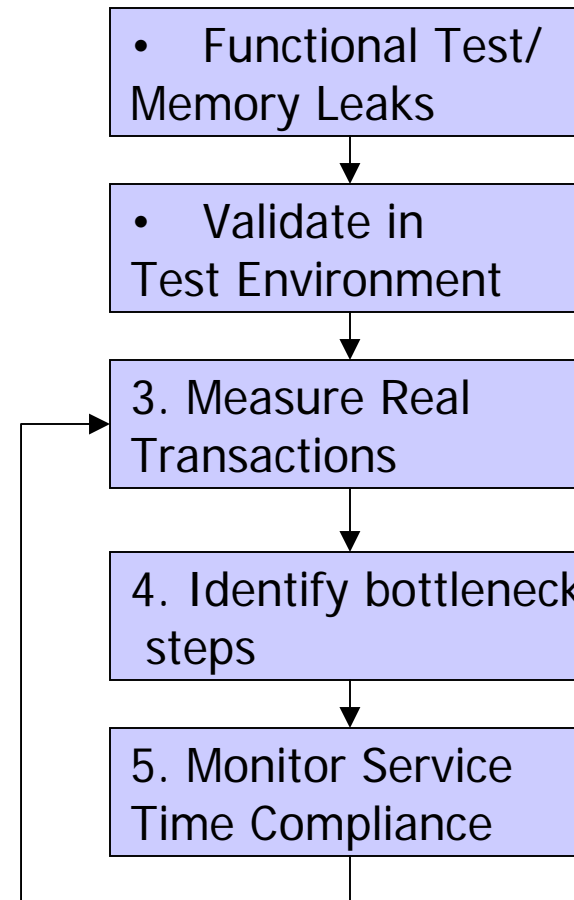 • Functional Test/
Memory Leaks
• Validate in
Test Environment
3. Measure Real
Transactions
4. Identify bottleneck
steps
5. Monitor Service
Time Compliance